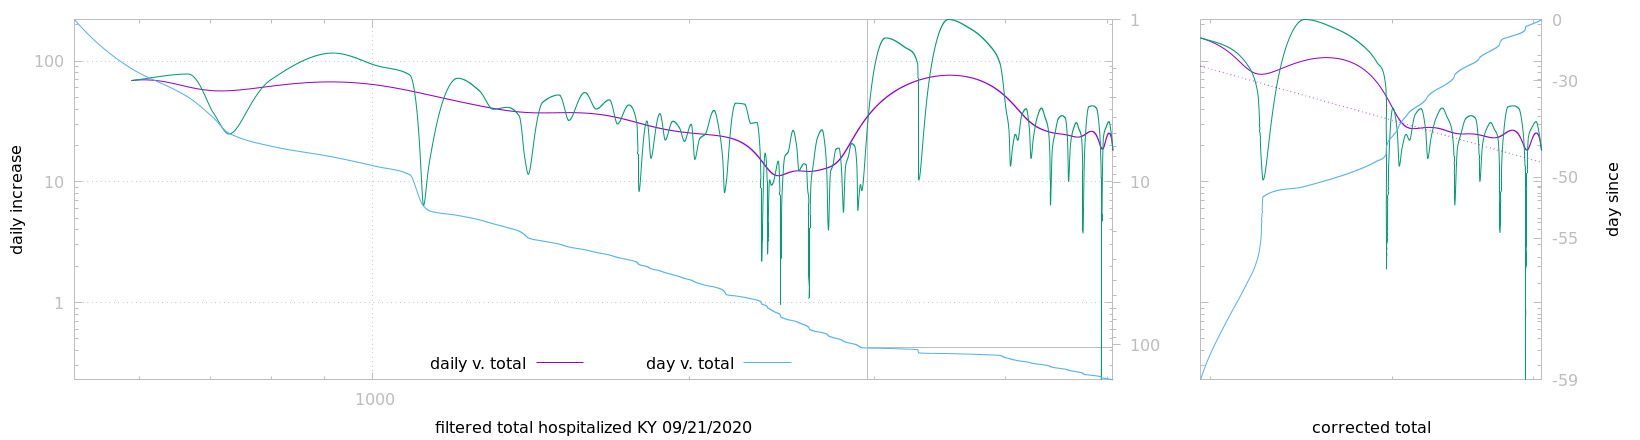 100
10
1
daily increase
1000
daily v. total
day v. total
filtered total hospitalized KY 09/21/2020
1
10
100
0
-30
-50
-55
-59
day since
corrected total